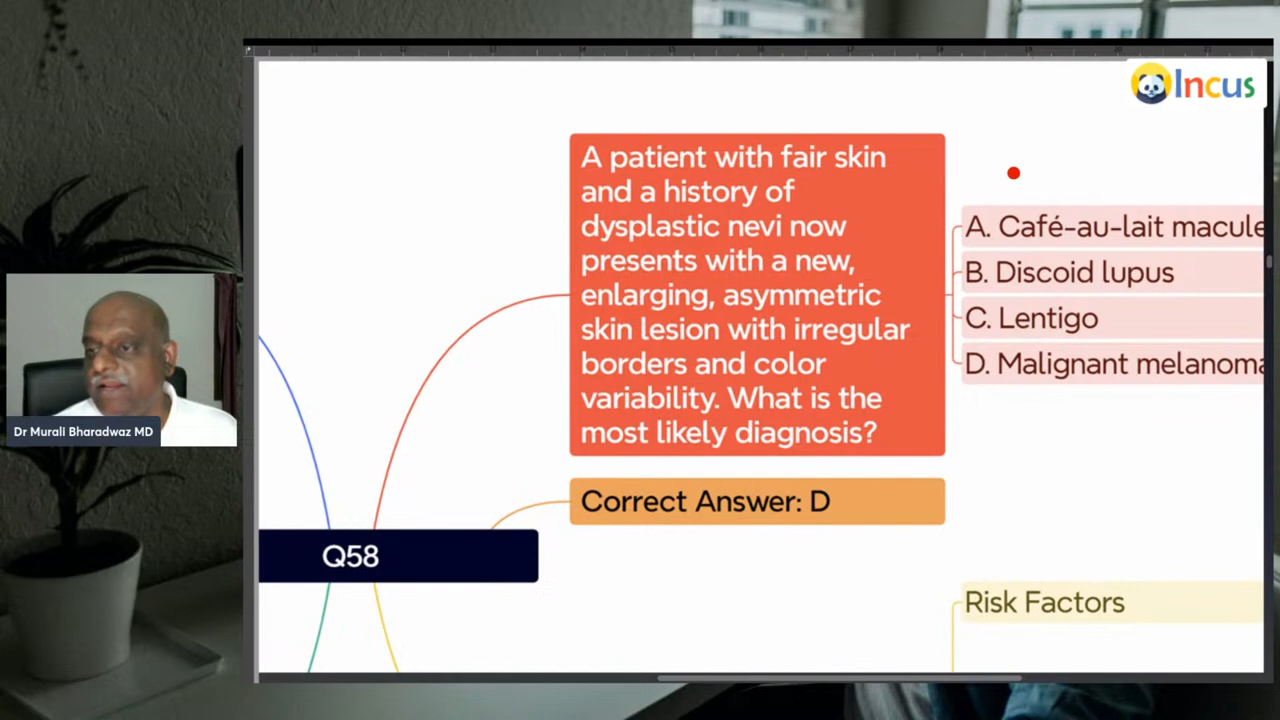 Incus
A patient with fair skin
and a history of
dysplastic nevi now
presents with a new,
enlarging, asymmetric
skin lesion with irregular
borders and color
variability. What is the
most likely diagnosis?
A. Café-au-lait macule
B. Discoid lupus
C. Lentigo
D. Malignant melanoma
Correct Answer: D
Q58
Risk Factors
Dr Murali Bharadwaz MD